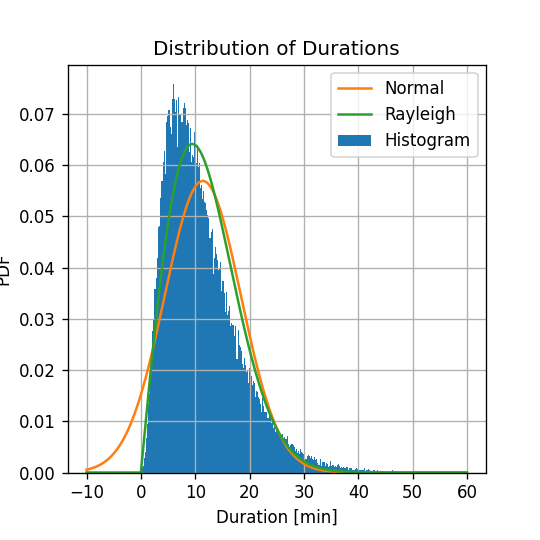 Distribution of Durations
Normal
Rayleigh
Histogram
PDF
0.07
0.06
0.05
0.04
0.03
0.02
0.01
0.00
−10 0 10 20 30 40 50 60
Duration [min]